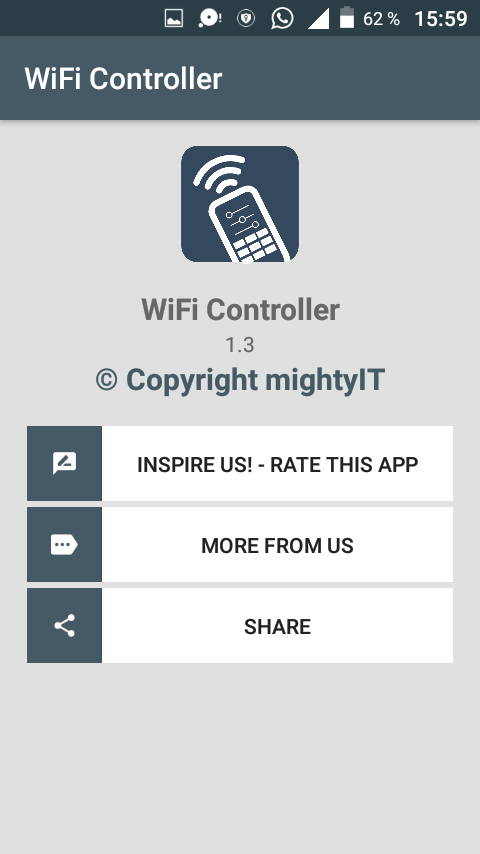 62 % 15:59
WiFi Controller
WiFi Controller
1.3
© Copyright mightyIT
INSPIRE US! - RATE THIS APP
MORE FROM US
SHARE